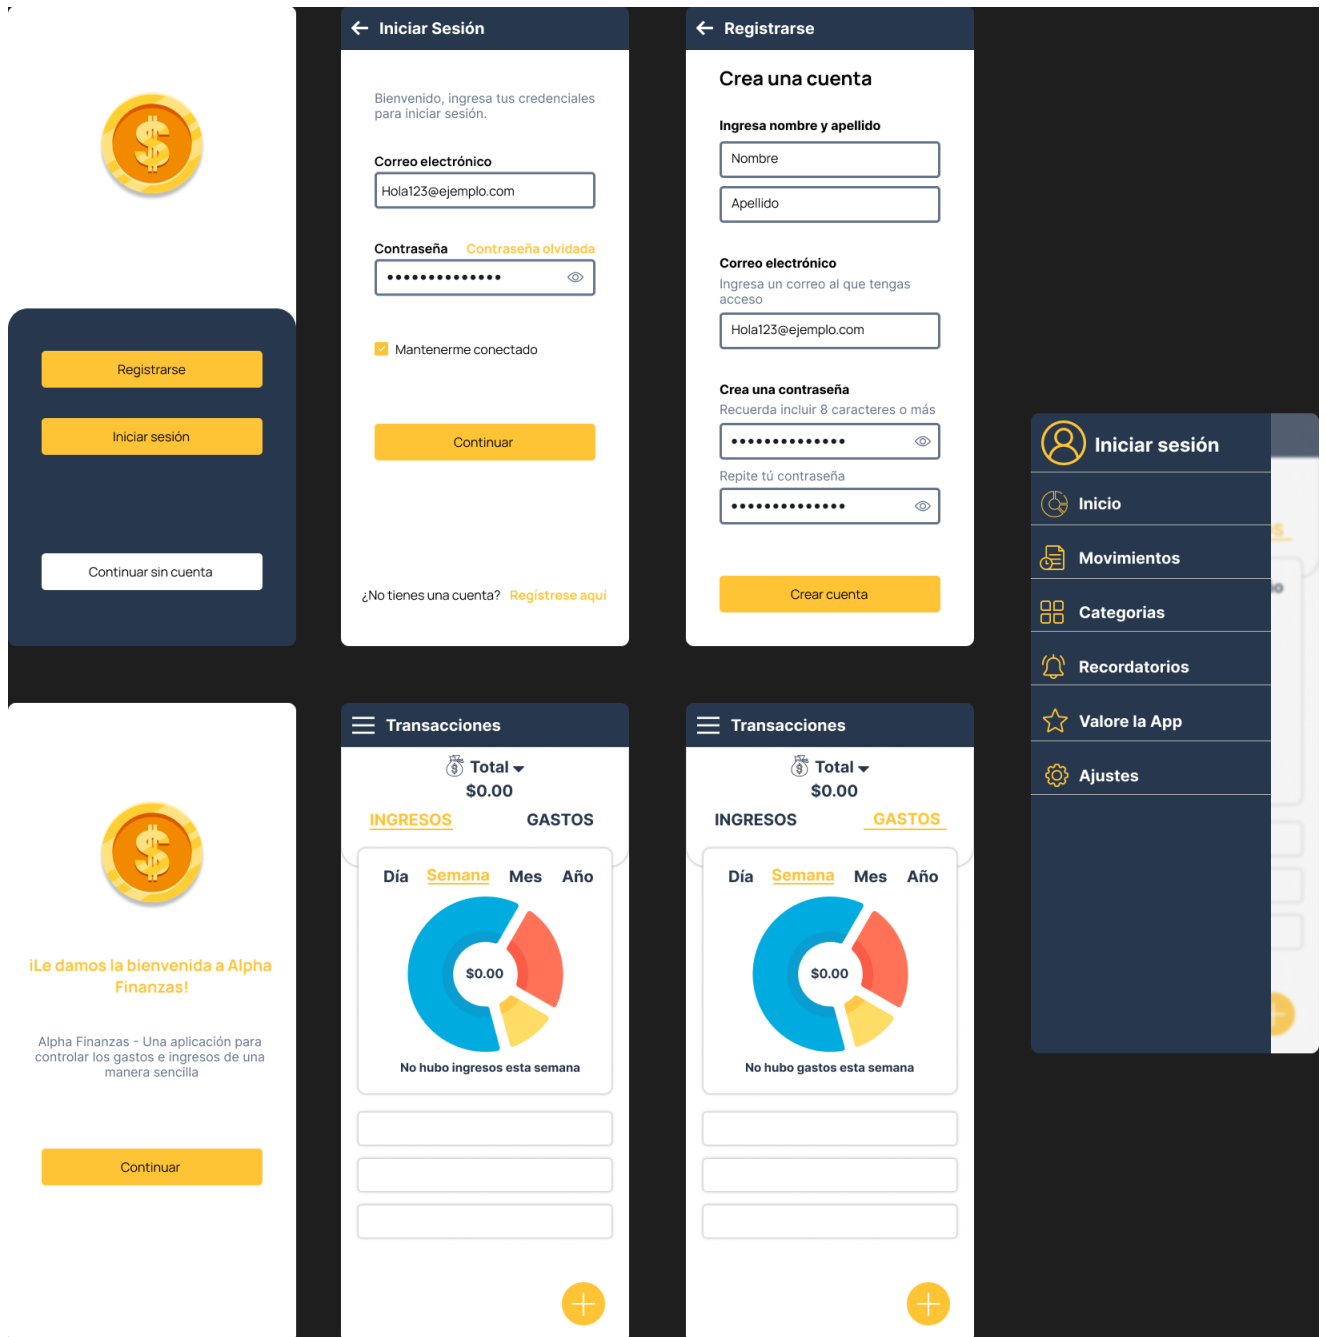 Registrarse
Iniciar sesión
Continuar sin cuenta
Iniciar Sesión
Bienvenido, ingresa tus credenciales
para iniciar sesión.
Correo electrónico
Hola123@ejemplo.com
Contraseña Contraseña olvidada
Mantenerme conectado
Continuar
¿No tienes una cuenta? Regístrese aquí
Registrarse
Crea una cuenta
Ingresa nombre y apellido
Nombre
Apellido
Correo electrónico
Ingresa un correo al que tengas
acceso
Hola123@ejemplo.com
Crea una contraseña
Recuerda incluir 8 caracteres o más
Repite tú contraseña
Crear cuenta
Iniciar sesión
Inicio
Movimientos
Categorias
Recordatorios
Valore la App
Ajustes
¡Le damos la bienvenida a Alpha
Finanzas!
Alpha Finanzas - Una aplicación para
controlar los gastos e ingresos de una
manera sencilla
Continuar
Transacciones
Total
$0.00
INGRESOS GASTOS
Día Semana Mes Año
$0.00
No hubo ingresos esta semana
Transacciones
Total
$0.00
INGRESOS GASTOS
Día Semana Mes Año
$0.00
No hubo gastos esta semana